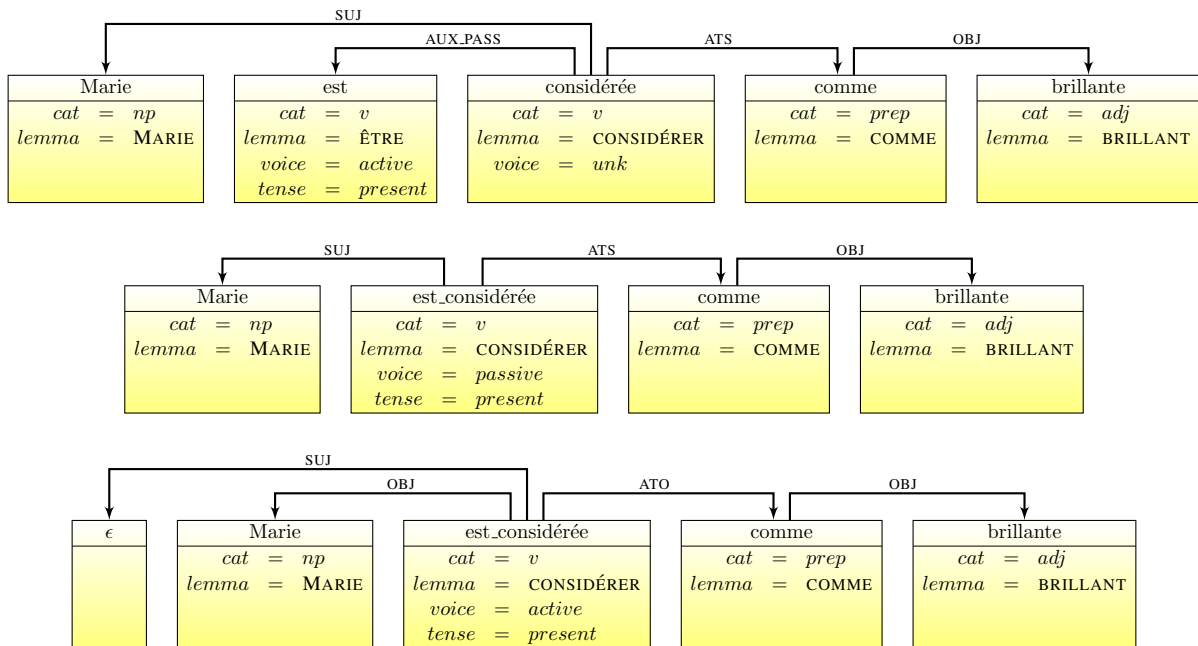 SUJ
AUX_PASS ATS OBJ
Marie est considérée comme brillante
cat = np cat = v cat = v cat = prep cat = adj
lemma = MARIE lemma = ÊTRE lemma = CONSIDÉRER lemma = COMME lemma = BRILLANT
voice = active voice = unk
tense = present
SUJ ATS OBJ
Marie est_considérée comme brillante
cat = np cat = v cat = prep cat = adj
lemma = MARIE lemma = CONSIDÉRER lemma = COMME lemma = BRILLANT
voice = passive
tense = present
SUJ
OBJ ATO OBJ
ϵ Marie est_considérée comme brillante
cat = np cat = v cat = prep cat = adj
lemma = MARIE lemma = CONSIDÉRER lemma = COMME lemma = BRILLANT
voice = active
tense = present